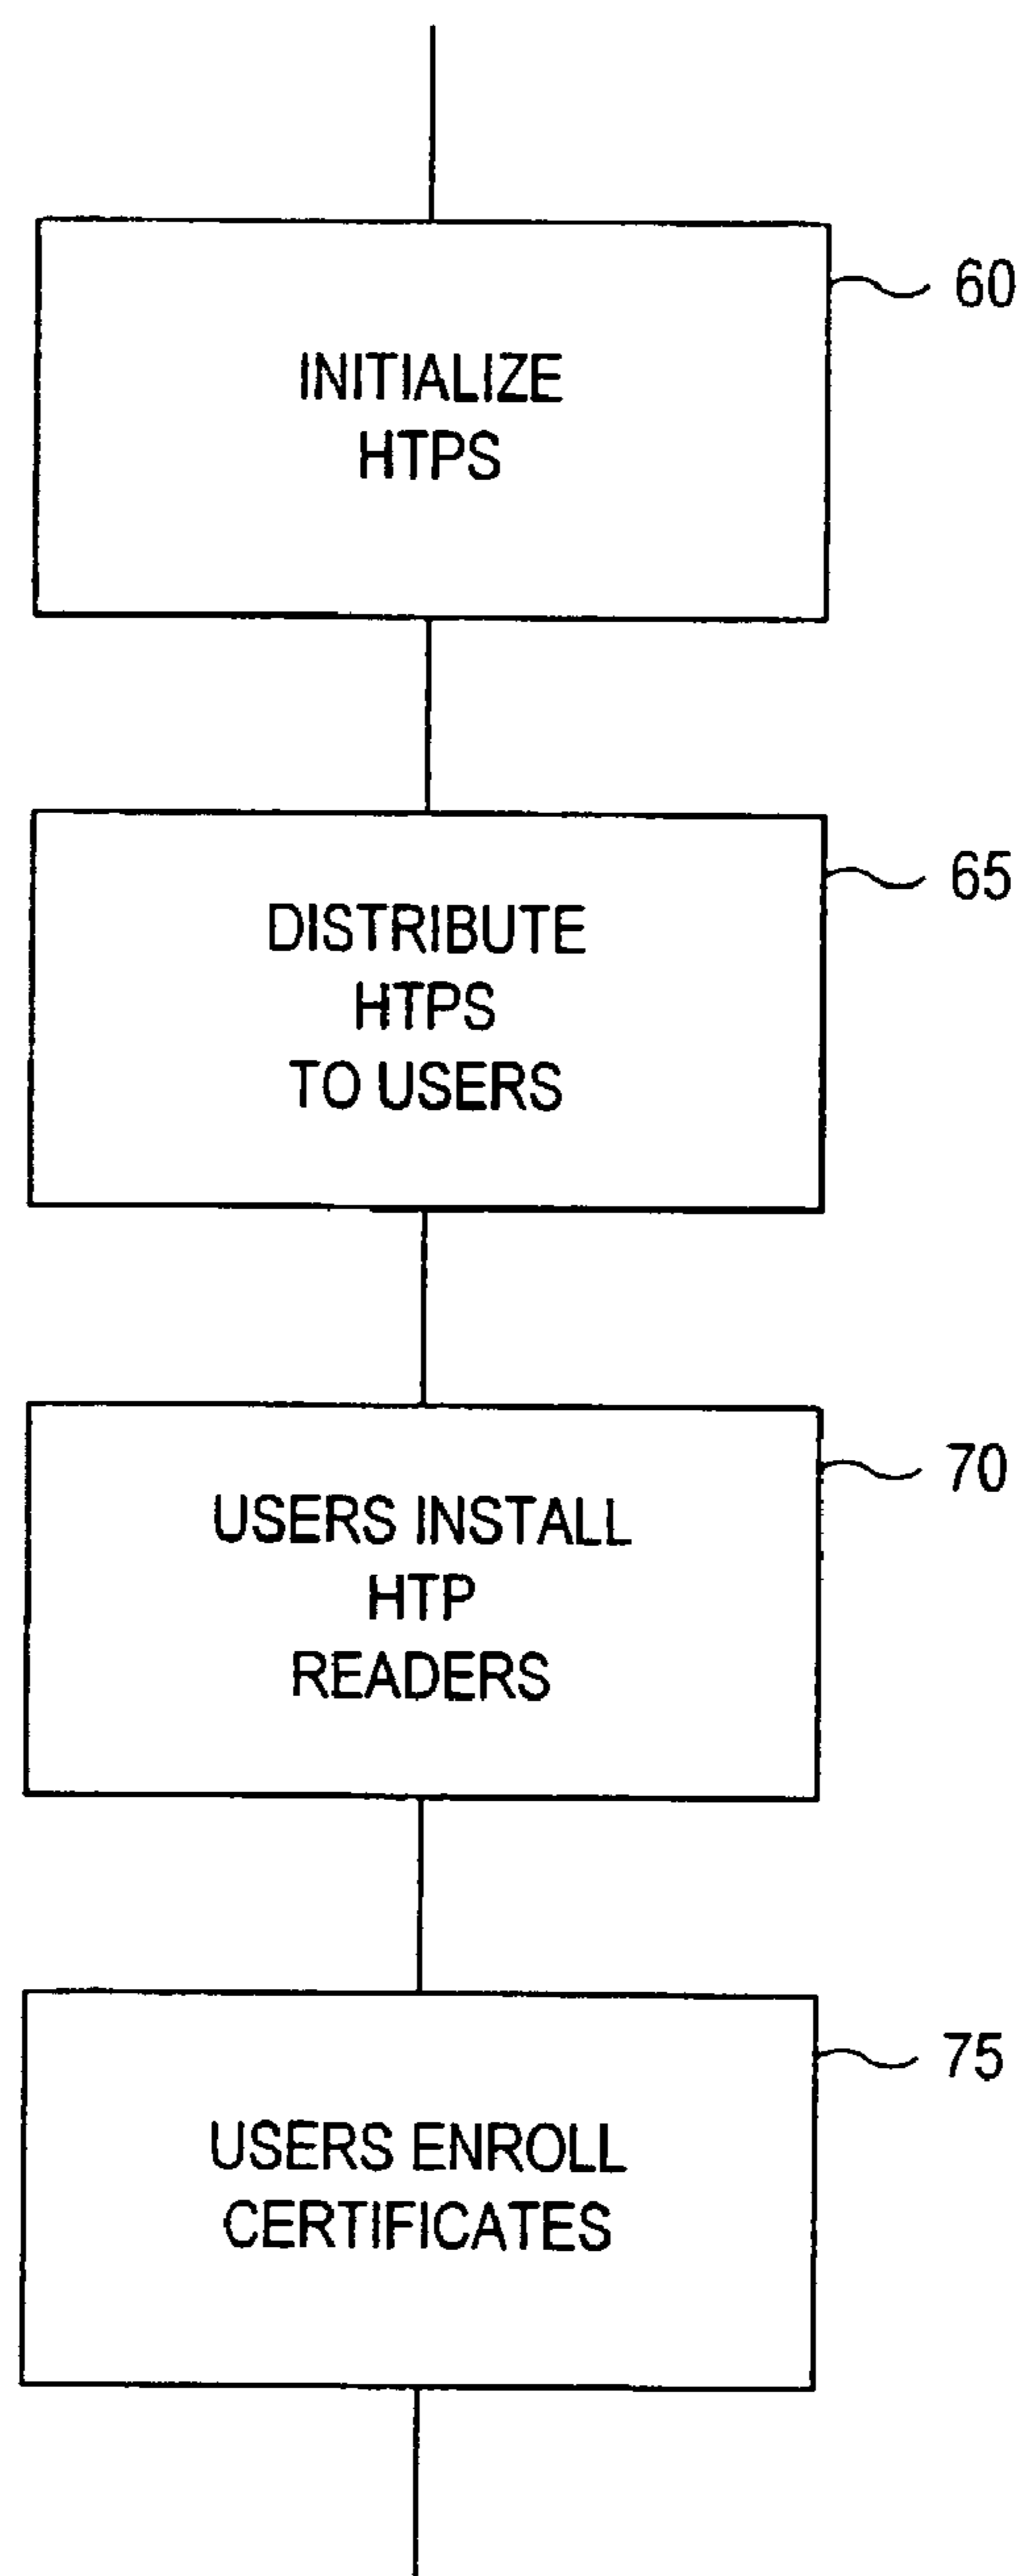 60
INITIALIZE
HTPS
65
DISTRIBUTE
HTPS
TO USERS
70
USERS INSTALL
HTP
READERS
75
USERS ENROLL
CERTIFICATES